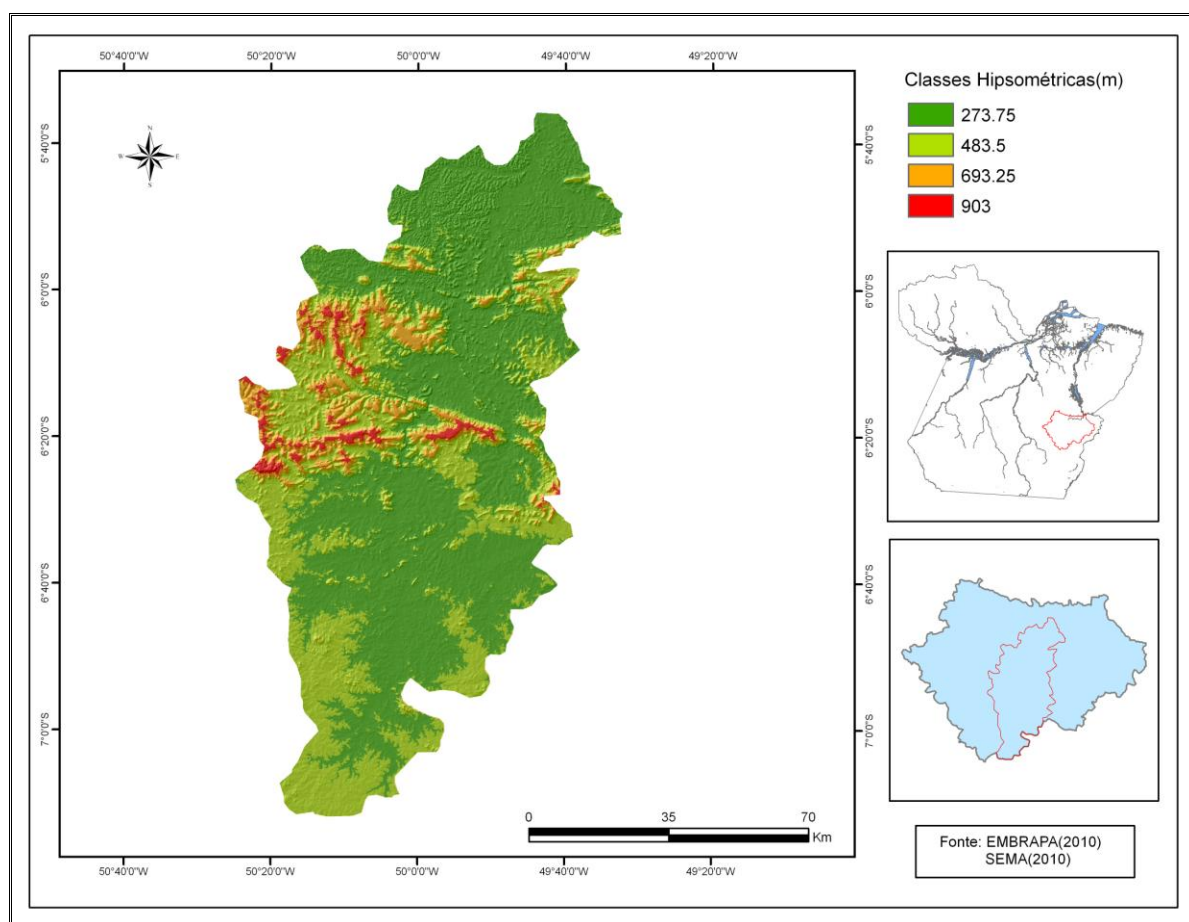 50°40'0"W 50°20'0"W 50°0'0"W 49°40'0"W 49°20'0"W
Classes Hipsométricas(m)
273.75
483.5
693.25
903
N
W E
S
5°40'0"S 5°40'0"S
6°0'0"S 6°0'0"S
6°20'0"S 6°20'0"S
6°40'0"S 6°40'0"S
7°0'0"S 7°0'0"S
0 35 70
Km
50°40'0"W 50°20'0"W 50°0'0"W 49°40'0"W 49°20'0"W
Fonte: EMBRAPA(2010)
SEMA(2010)